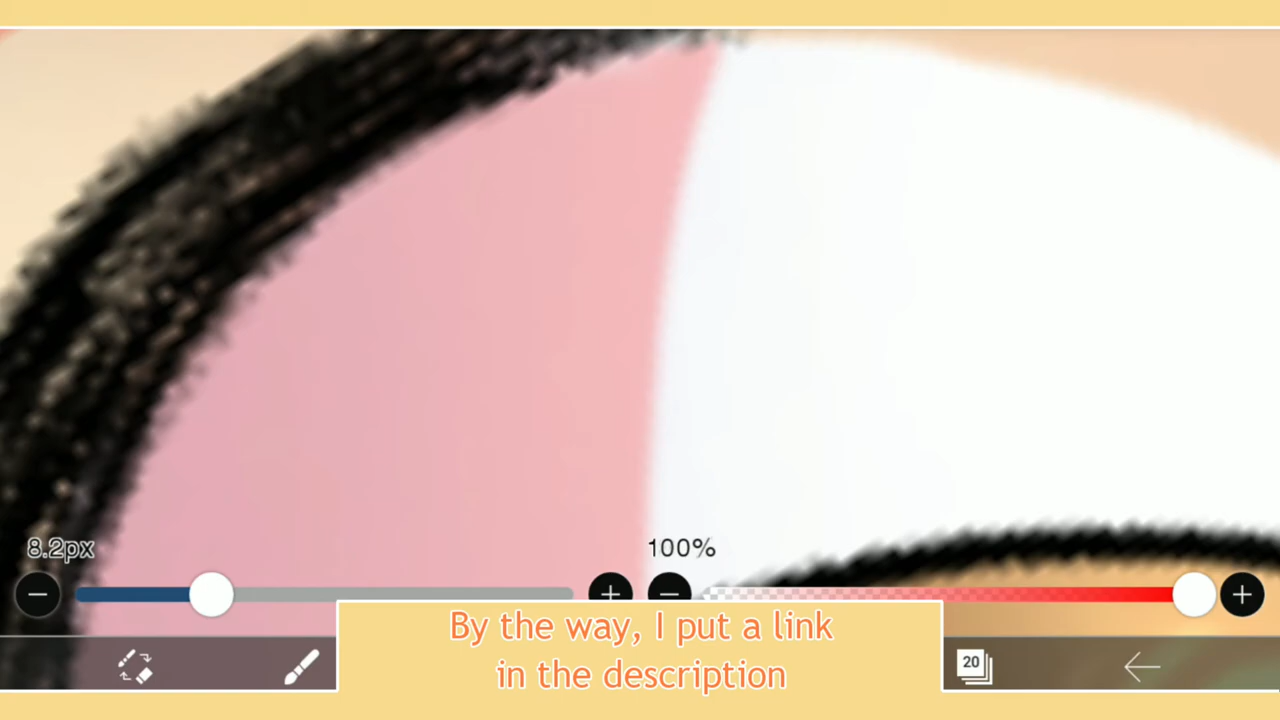 8.2px
100%
By the way, I put a link
in the description
20